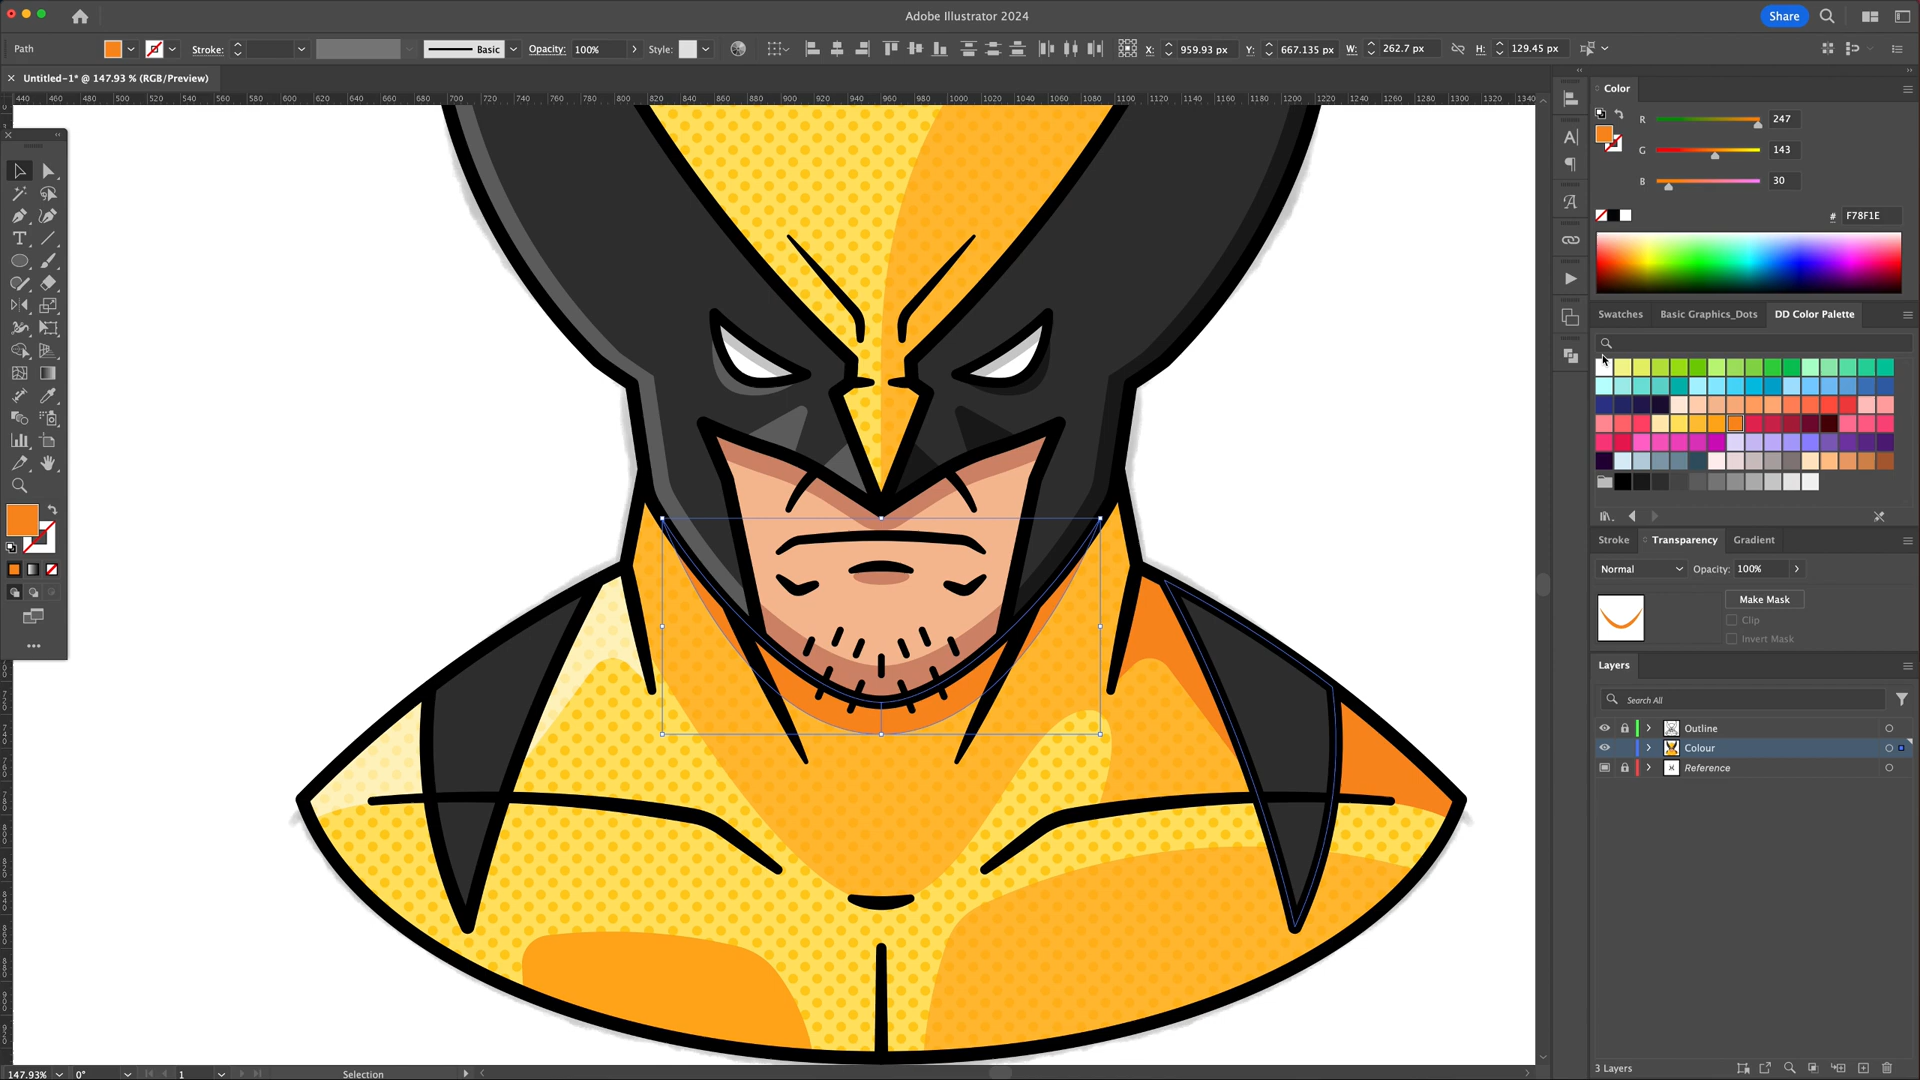 Adobe Illustrator 2024
Share
Path
Stroke:
Basic
Opacity: 100%
Style:
X: 959.93 px
Y: 667.135 px
W: 262.7 px
H: 129.45 px
Untitled-1* @ 147.93 % (RGB/Preview)
440 460 480 500 520 540 560 580 600 620 640 660 680 700 720 740 760 780 800 820 840 860 880 900 920 940 960 980 1000 1020 1040 1060 1080 1100 1120 1140 1160 1180 1200 1220 1240 1260 1280 1300 1320 1340
Color
R 247
G 143
B 30
# F78F1E
Swatches Basic Graphics_Dots DD Color Palette
Stroke Transparency Gradient
Normal Opacity: 100%
Make Mask
Clip
Invert Mask
Layers
Search All
Outline
Colour
Reference
147.93% 0° 1 Selection
3 Layers